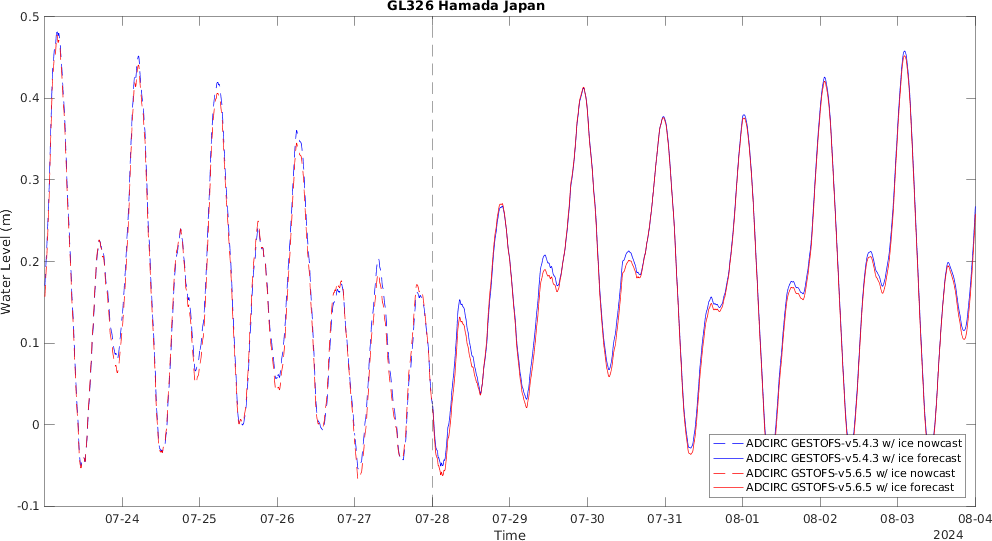 GL326 Hamada Japan
0.5
0.4
0.3
0.2
0.1
0
-0.1
Water Level (m)
ADCIRC GESTOFS-v5.4.3 w/ ice nowcast
ADCIRC GESTOFS-v5.4.3 w/ ice forecast
ADCIRC GSTOFS-v5.6.5 w/ ice nowcast
ADCIRC GSTOFS-v5.6.5 w/ ice forecast
07-24 07-25 07-26 07-27 07-28 07-29 07-30 07-31 08-01 08-02 08-03 08-04
Time
2024